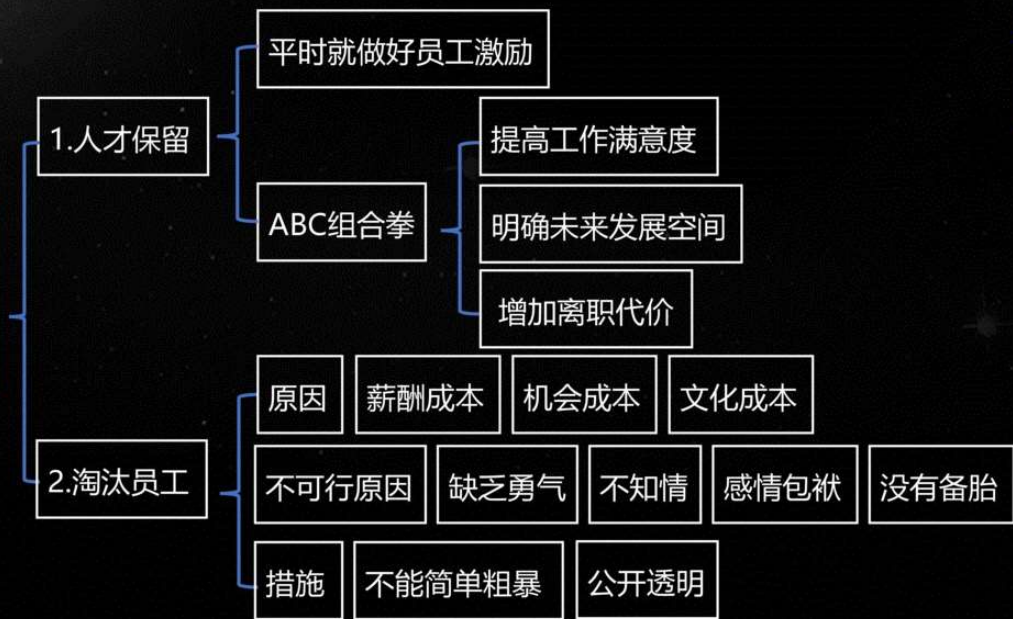 平时就做好员工激励
1.人才保留
提高工作满意度
ABC组合拳
明确未来发展空间
增加离职代价
原因 薪酬成本 机会成本 文化成本
2.淘汰员工
不可行原因 缺乏勇气 不知情 感情包袱 没有备胎
措施 不能简单粗暴 公开透明